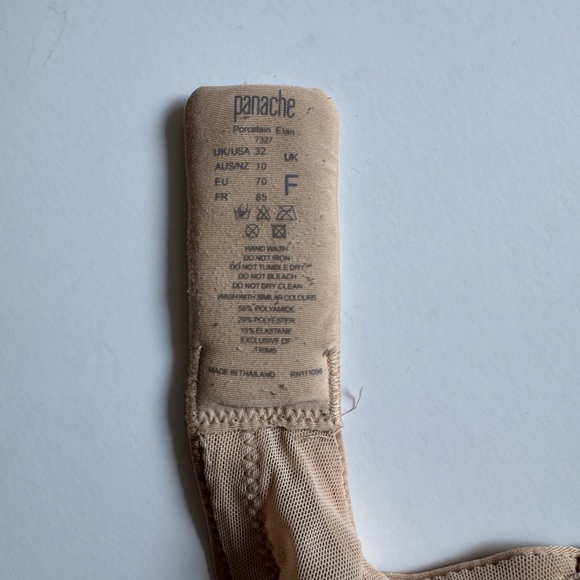 panache
Porcelain Elan
7327
UK/USA 32 UK
AUS/NZ 10
EU 70 F
FR 85
HAND WASH
DO NOT IRON
DO NOT TUMBLE DRY
DO NOT BLEACH
DO NOT DRY CLEAN
WASH WITH SIMILAR COLOURS
56% POLYAMIDE
29% POLYESTER
15% ELASTANE
EXCLUSIVE OF
TRIMS
MADE IN THAILAND